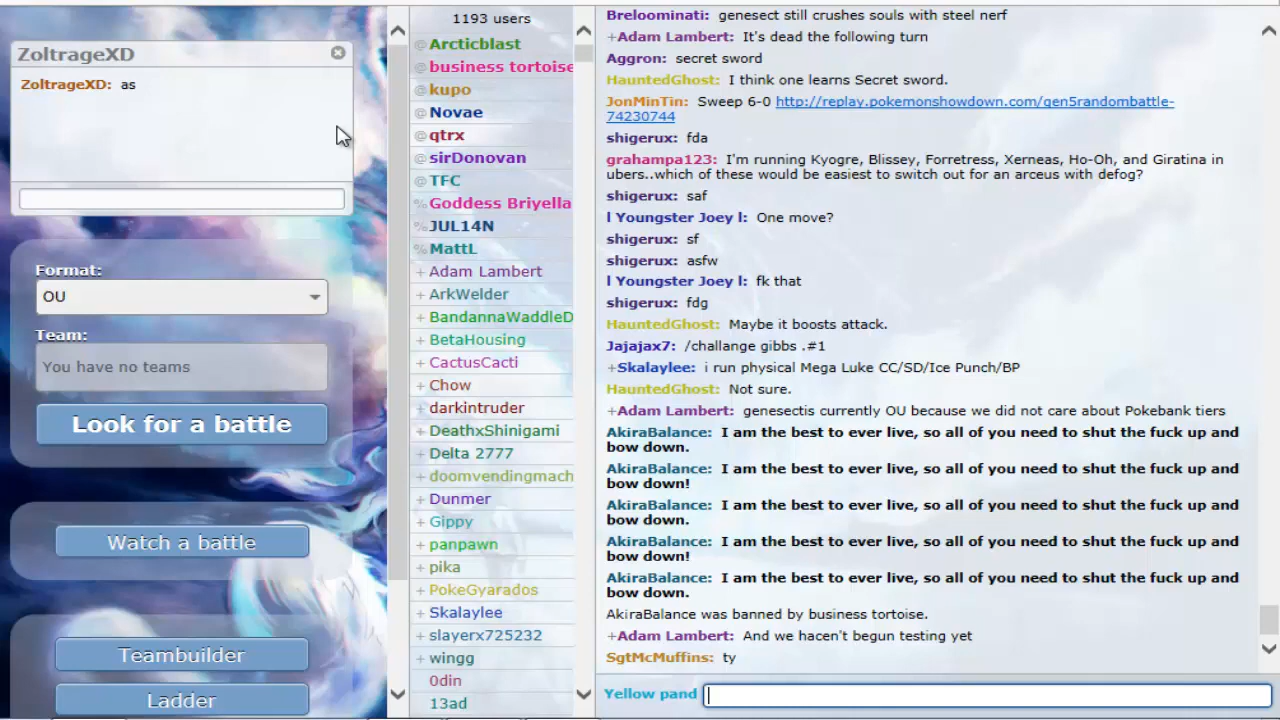 ZoltrageXD
ZoltrageXD: as
Format:
OU
Team:
You have no teams
Look for a battle
Watch a battle
Teambuilder
Ladder
1193 users
@Arcticblast
@business tortoise
@kupo
@Novae
@qtrx
@sirDonovan
@TFC
%Goddess Briyella
%JUL14N
%MattL
+Adam Lambert
+ArkWelder
+BandannaWaddleD
+BetaHousing
+CactusCacti
+Chow
+darkintruder
+DeathxShinigami
+Delta 2777
+doomvendingmach
+Dunmer
+Gippy
+panpawn
+pika
+PokeGyarados
+Skalaylee
+slayerx725232
+wingg
0din
13ad
Breloominati: genesect still crushes souls with steel nerf
+Adam Lambert: It's dead the following turn
Aggron: secret sword
HauntedGhost: I think one learns Secret sword.
JonMinTin: Sweep 6-0 http://replay.pokemonshowdown.com/gen5randombattle-
74230744
shigerux: fda
grahampa123: I'm running Kyogre, Blissey, Forretress, Xerneas, Ho-Oh, and Giratina in
ubers..which of these would be easiest to switch out for an arceus with defog?
shigerux: saf
l Youngster Joey l: One move?
shigerux: sf
shigerux: asfw
l Youngster Joey l: fk that
shigerux: fdg
HauntedGhost: Maybe it boosts attack.
Jajajax7: /challange gibbs .#1
+Skalaylee: i run physical Mega Luke CC/SD/Ice Punch/BP
HauntedGhost: Not sure.
+Adam Lambert: genesectis currently OU because we did not care about Pokebank tiers
AkiraBalance: I am the best to ever live, so all of you need to shut the fuck up and
bow down.
AkiraBalance: I am the best to ever live, so all of you need to shut the fuck up and
bow down!
AkiraBalance: I am the best to ever live, so all of you need to shut the fuck up and
bow down.
AkiraBalance: I am the best to ever live, so all of you need to shut the fuck up and
bow down!
AkiraBalance: I am the best to ever live, so all of you need to shut the fuck up and
bow down.
AkiraBalance was banned by business tortoise.
+Adam Lambert: And we hacen't begun testing yet
SgtMcMuffins: ty
Yellow pand